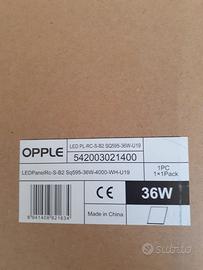 OPPLE
LED PL-RC-S-B2 SQ595-36W-U19
542003021400
1PC
1×1Pack
LEDPanelRc-S-B2 Sq595-36W-4000-WH-U19
CE
36W
Made in China
6941408821834
subito